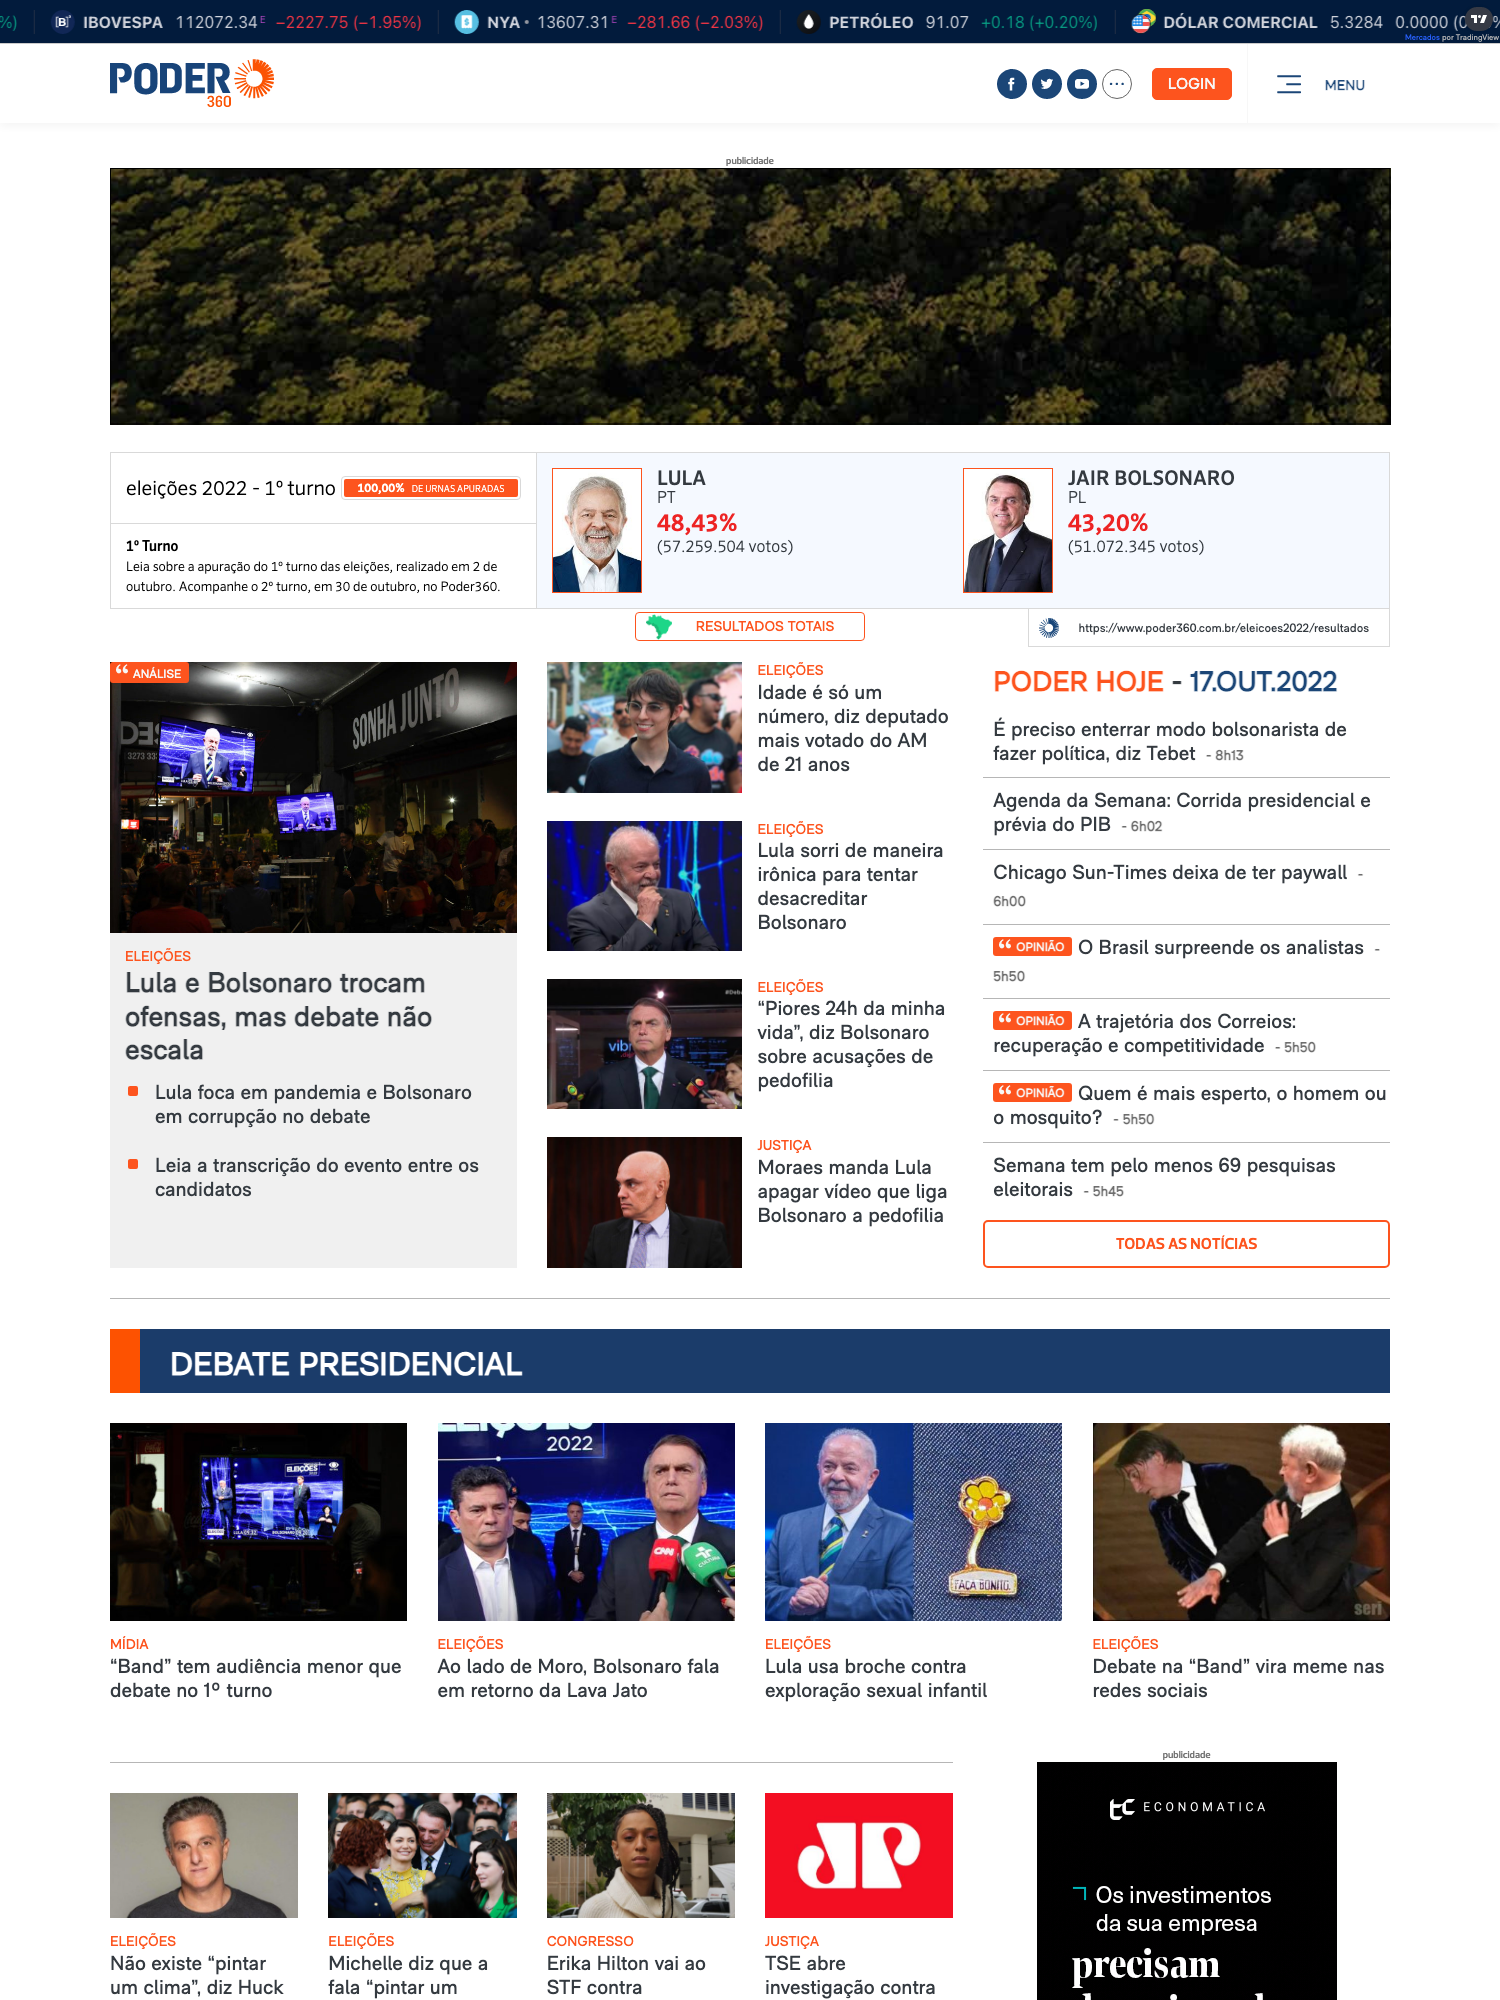 IBOVESPA 112072.34 E −2227.75 (−1.95%) NYA • 13607.31 E −281.66 (−2.03%) PETRÓLEO 91.07 +0.18 (+0.20%) DÓLAR COMERCIAL 5.3284 0.0000
Mercados por TradingView
PODER
360
LOGIN
MENU
publicidade
eleições 2022 - 1º turno 100,00% DE URNAS APURADAS
1º Turno
Leia sobre a apuração do 1º turno das eleições, realizado em 2 de
outubro. Acompanhe o 2º turno, em 30 de outubro, no Poder360.
LULA
PT
48,43%
(57.259.504 votos)
JAIR BOLSONARO
PL
43,20%
(51.072.345 votos)
RESULTADOS TOTAIS
https://www.poder360.com.br/eleicoes2022/resultados
“ ANÁLISE
SONHA JUNTO
3273 333
ELEIÇÕES
Lula e Bolsonaro trocam
ofensas, mas debate não
escala
Lula foca em pandemia e Bolsonaro
em corrupção no debate
Leia a transcrição do evento entre os
candidatos
ELEIÇÕES
Idade é só um
número, diz deputado
mais votado do AM
de 21 anos
ELEIÇÕES
Lula sorri de maneira
irônica para tentar
desacreditar
Bolsonaro
ELEIÇÕES
“Piores 24h da minha
vida”, diz Bolsonaro
sobre acusações de
pedofilia
JUSTIÇA
Moraes manda Lula
apagar vídeo que liga
Bolsonaro a pedofilia
PODER HOJE - 17.OUT.2022
É preciso enterrar modo bolsonarista de
fazer política, diz Tebet - 8h13
Agenda da Semana: Corrida presidencial e
prévia do PIB - 6h02
Chicago Sun-Times deixa de ter paywall -
6h00
“ OPINIÃO O Brasil surpreende os analistas -
5h50
“ OPINIÃO A trajetória dos Correios:
recuperação e competitividade - 5h50
“ OPINIÃO Quem é mais esperto, o homem ou
o mosquito? - 5h50
Semana tem pelo menos 69 pesquisas
eleitorais - 5h45
TODAS AS NOTÍCIAS
DEBATE PRESIDENCIAL
ELEIÇÕES
2022
CNN
CULTURA
FAÇA BONITO.
seri
MÍDIA
“Band” tem audiência menor que
debate no 1º turno
ELEIÇÕES
Ao lado de Moro, Bolsonaro fala
em retorno da Lava Jato
ELEIÇÕES
Lula usa broche contra
exploração sexual infantil
ELEIÇÕES
Debate na “Band” vira meme nas
redes sociais
publicidade
JP
ELEIÇÕES
Não existe “pintar
um clima”, diz Huck
ELEIÇÕES
Michelle diz que a
fala “pintar um
CONGRESSO
Erika Hilton vai ao
STF contra
JUSTIÇA
TSE abre
investigação contra
tc ECONOMATICA
Os investimentos
da sua empresa
precisam